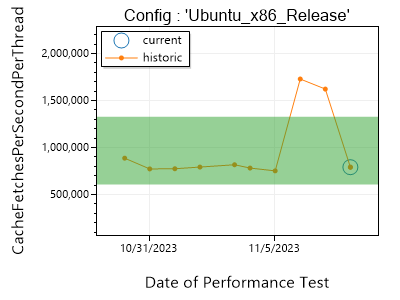 Config : 'Ubuntu_x86_Release'
CacheFetchesPerSecondPerThread
current
historic
2,000,000
1,500,000
1,000,000
500,000
10/31/2023
11/5/2023
Date of Performance Test